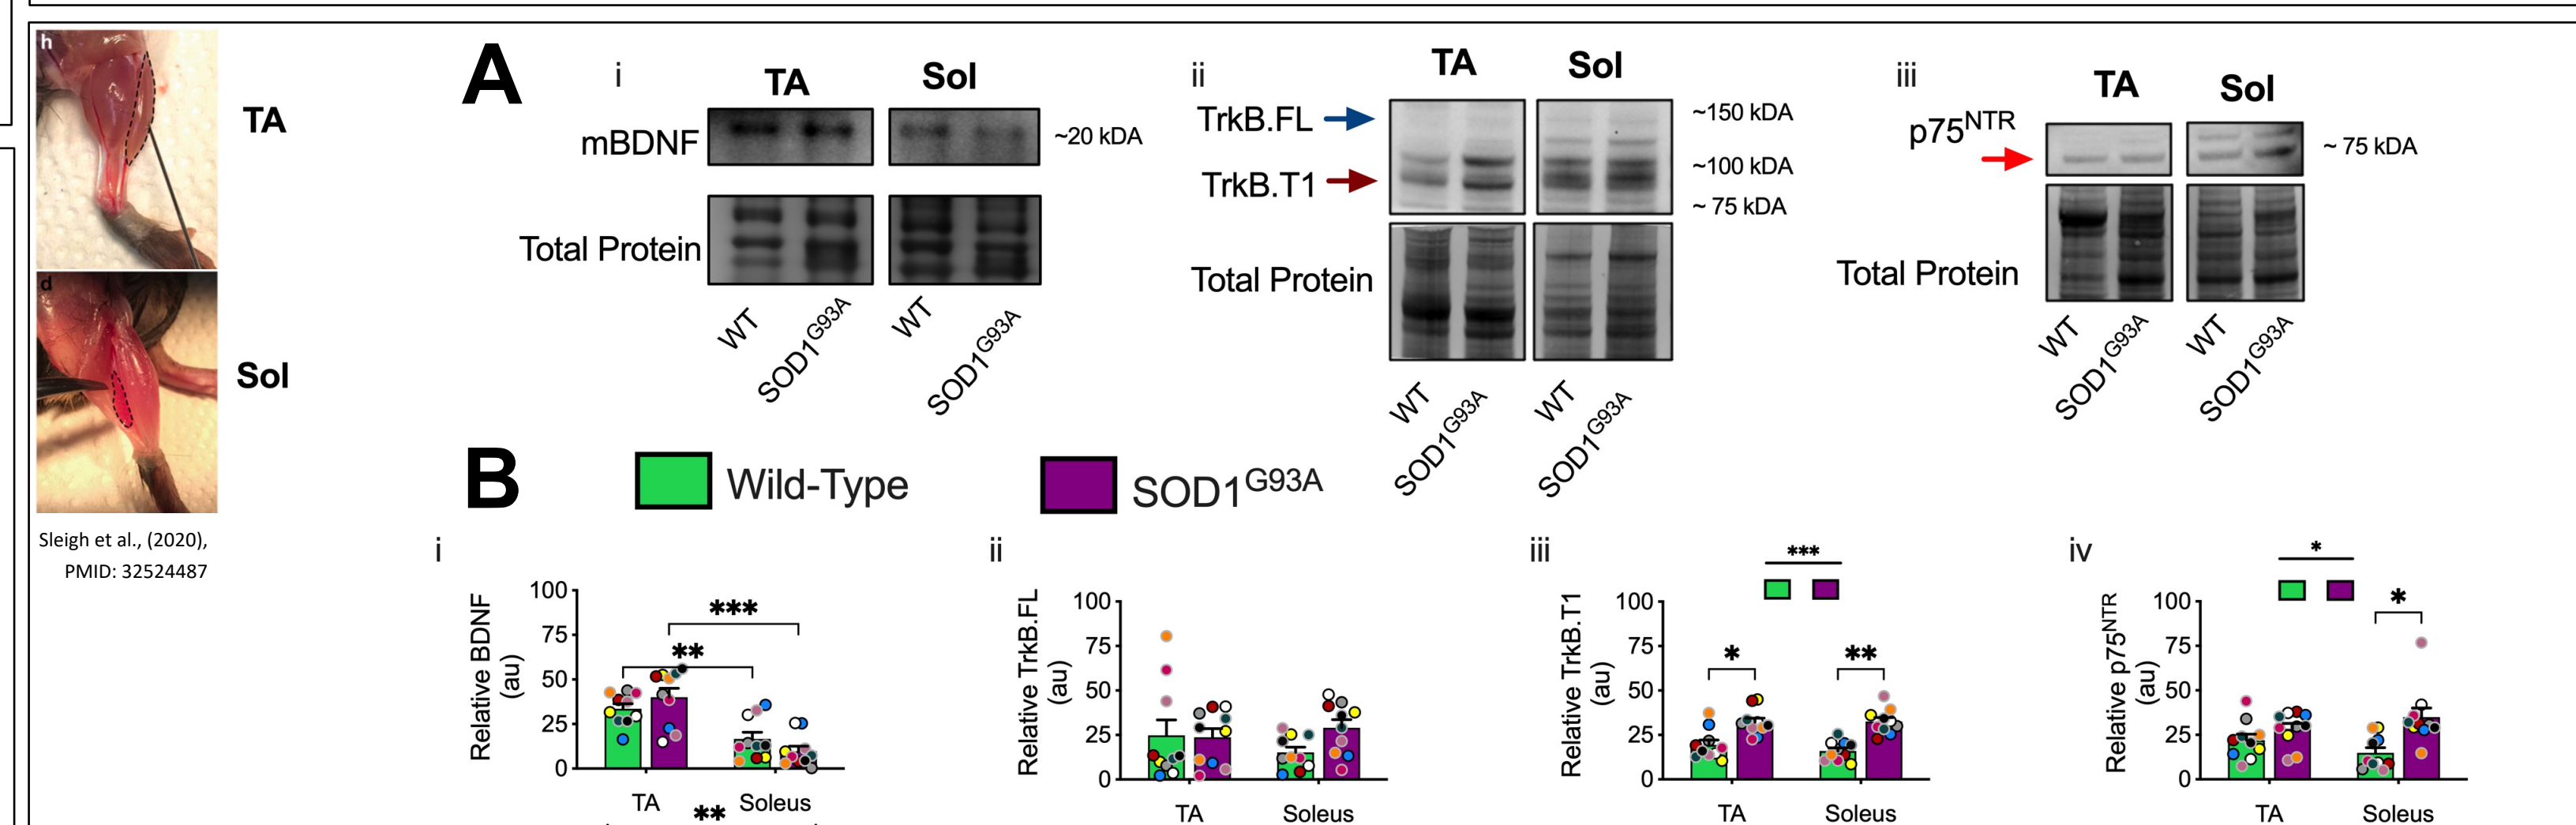 h
TA
d
Sol
Sleigh et al., (2020),
PMID: 32524487
A
i
TA
Sol
mBDNF
~20 kDA
Total Protein
WT
SOD1G93A
WT
SOD1G93A
ii
TA
Sol
TrkB.FL
~150 kDA
~100 kDA
TrkB.T1
~ 75 kDA
Total Protein
WT
SOD1G93A
WT
SOD1G93A
iii
TA
Sol
p75NTR
~ 75 kDA
Total Protein
WT
SOD1G93A
WT
SOD1G93A
B
Wild-Type
SOD1G93A
i
Relative BDNF
(au)
100
75
50
25
0
***
**
TA
Soleus
**
ii
Relative TrkB.FL
(au)
100
75
50
25
0
TA
Soleus
iii
***
Relative TrkB.T1
(au)
100
75
50
25
0
*
**
TA
Soleus
iv
*
Relative p75NTR
(au)
100
75
50
25
0
*
TA
Soleus